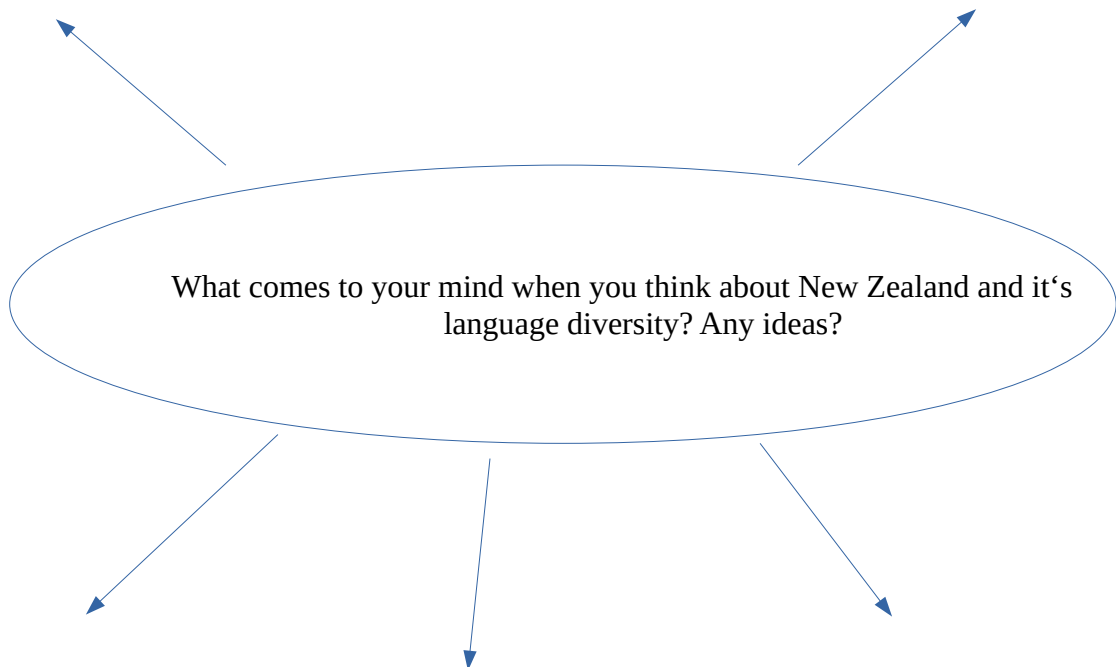 What comes to your mind when you think about New Zealand and it‘s
language diversity? Any ideas?